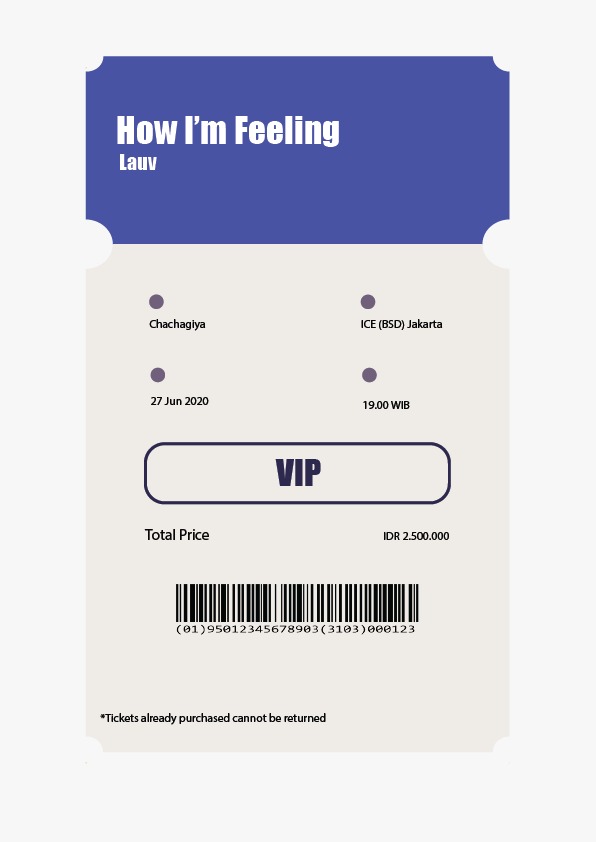 How I'm Feeling
Lauv
Chachagiya
ICE (BSD) Jakarta
27 Jun 2020
19.00 WIB
VIP
Total Price
IDR 2.500.000
(01)95012345678903(3103)000123
*Tickets already purchased cannot be returned